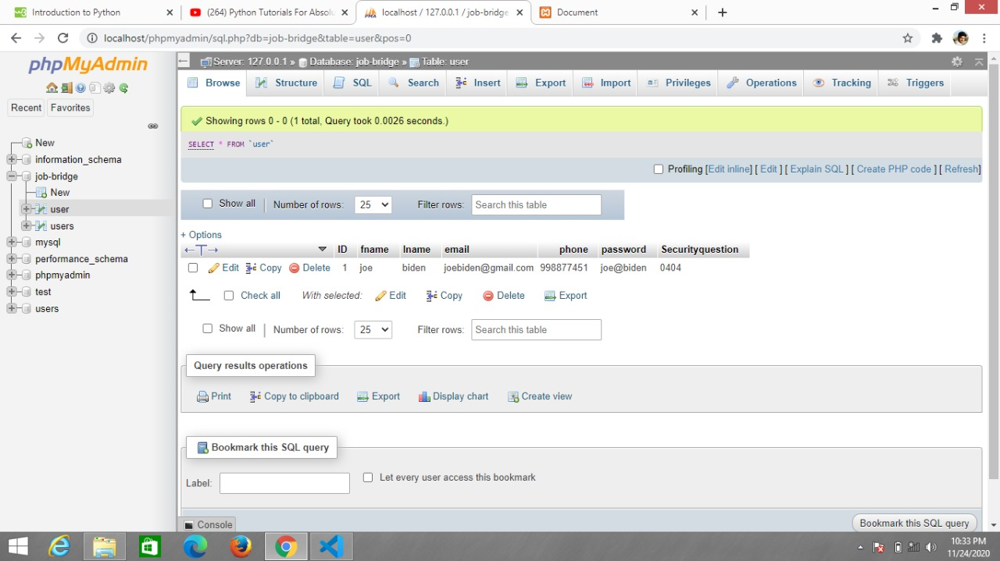 Introduction to Python
(264) Python Tutorials For Absolu
localhost / 127.0.0.1 / job-bridge
Document
localhost/phpmyadmin/sql.php?db=job-bridge&table=user&pos=0
phpMyAdmin
Recent Favorites
New
information_schema
job-bridge
New
user
users
mysql
performance_schema
phpmyadmin
test
users
Server: 127.0.0.1 » Database: job-bridge » Table: user
Browse Structure SQL Search Insert Export Import Privileges Operations Tracking Triggers
Showing rows 0 - 0 (1 total, Query took 0.0026 seconds.)
SELECT * FROM `user`
Profiling [Edit inline] [ Edit ] [ Explain SQL ] [ Create PHP code ] [ Refresh]
Show all Number of rows: 25 Filter rows: Search this table
+ Options
ID fname lname email phone password Securityquestion
Edit Copy Delete 1 joe biden joebiden@gmail.com 998877451 joe@biden 0404
Check all With selected: Edit Copy Delete Export
Show all Number of rows: 25 Filter rows: Search this table
Query results operations
Print Copy to clipboard Export Display chart Create view
Bookmark this SQL query
Label: Let every user access this bookmark
Console
Bookmark this SQL query
10:33 PM
11/24/2020